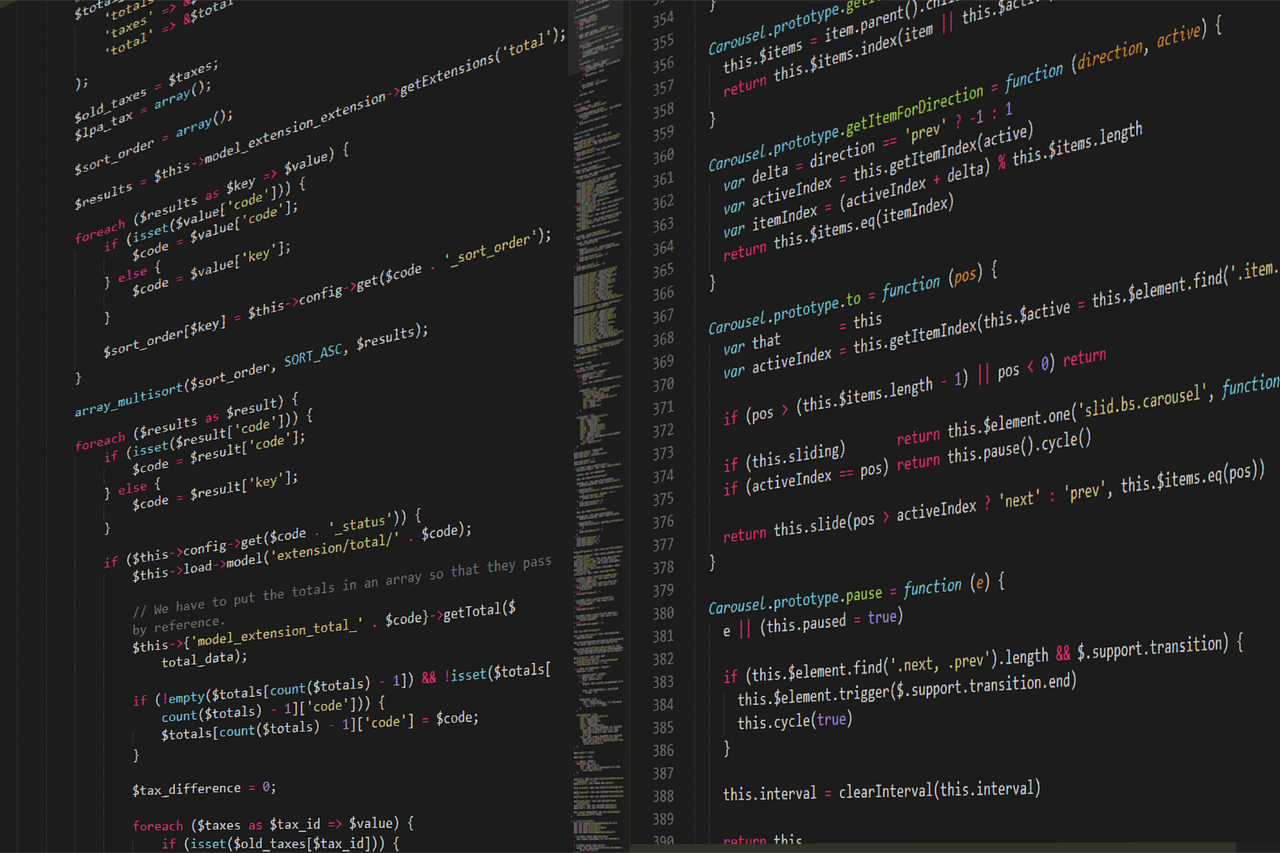 'totals' => &$total
'taxes' => &$
'total' => &$total
);
$old_taxes = $taxes;
$lpa_tax = array();
$sort_order = array();
$results = $this->model_extension_extension->getExtensions('total');
foreach ($results as $key => $value) {
if (isset($value['code'])) {
$code = $value['code'];
} else {
$code = $value['key'];
}
$sort_order[$key] = $this->config->get($code . '_sort_order');
}
array_multisort($sort_order, SORT_ASC, $results);
foreach ($results as $result) {
if (isset($result['code'])) {
$code = $result['code'];
} else {
$code = $result['key'];
}
if ($this->config->get($code . '_status')) {
$this->load->model('extension/total/' . $code);
// We have to put the totals in an array so that they pass
by reference.
$this->{'model_extension_total_' . $code}->getTotal($
total_data);
if (!empty($totals[count($totals) - 1]) && !isset($totals[
count($totals) - 1]['code'])) {
$totals[count($totals) - 1]['code'] = $code;
}
$tax_difference = 0;
foreach ($taxes as $tax_id => $value) {
if (isset($old_taxes[$tax_id])) {
}
354
355 Carousel.prototype.
this.$items = item.parent().
356 return this.$items.index(item || this.$
357
358 }
359
360 Carousel.prototype.getItemForDirection = function (direction, active) {
361 var delta = direction == 'prev' ? -1 : 1
362 var activeIndex = this.getItemIndex(active)
363 var itemIndex = (activeIndex + delta) % this.$items.length
364 return this.$items.eq(itemIndex)
365 }
366
367 Carousel.prototype.to = function (pos) {
368 var that = this
369 var activeIndex = this.getItemIndex(this.$active = this.$element.find('.item.
370
371 if (pos > (this.$items.length - 1) || pos < 0) return
372
373 if (this.sliding) return this.$element.one('slid.bs.carousel', function
374 if (activeIndex == pos) return this.pause().cycle()
375
376 return this.slide(pos > activeIndex ? 'next' : 'prev', this.$items.eq(pos))
377 }
378
379 Carousel.prototype.pause = function (e) {
380 e || (this.paused = true)
381
382 if (this.$element.find('.next, .prev').length && $.support.transition) {
383 this.$element.trigger($.support.transition.end)
384 this.cycle(true)
385 }
386
387
388 this.interval = clearInterval(this.interval)
389
390 return this